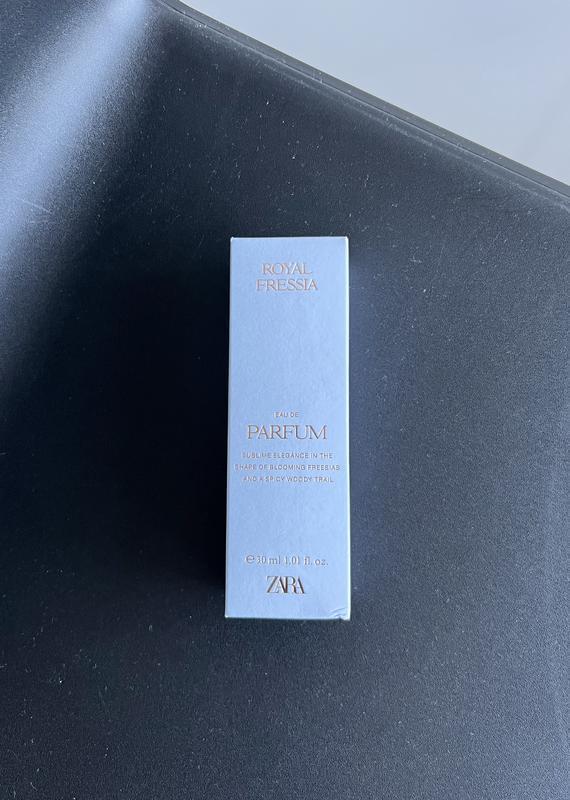 ROYAL
FRESSIA
EAU DE
PARFUM
SUBLIME ELEGANCE IN THE
SHAPE OF BLOOMING FREESIAS
AND A SPICY WOODY TRAIL
℮ 30 ml 1.01 fl. oz.
ZARA